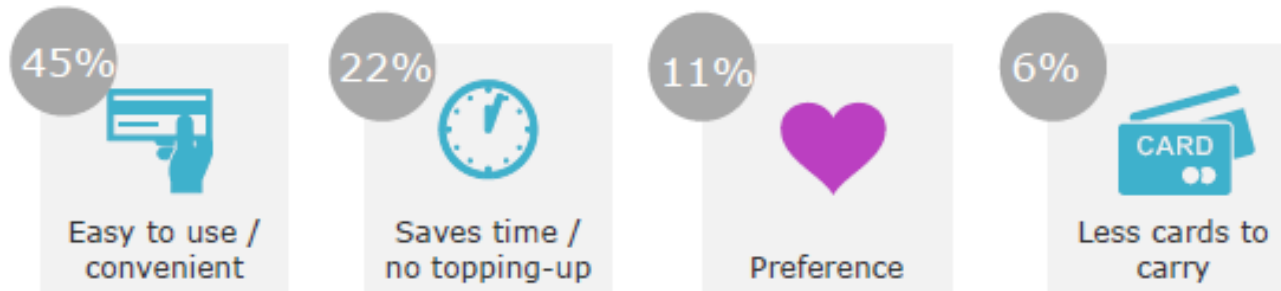 45%
22%
11%
6%
CARD
Easy to use /
convenient
Saves time /
no topping-up
Preference
Less cards to
carry